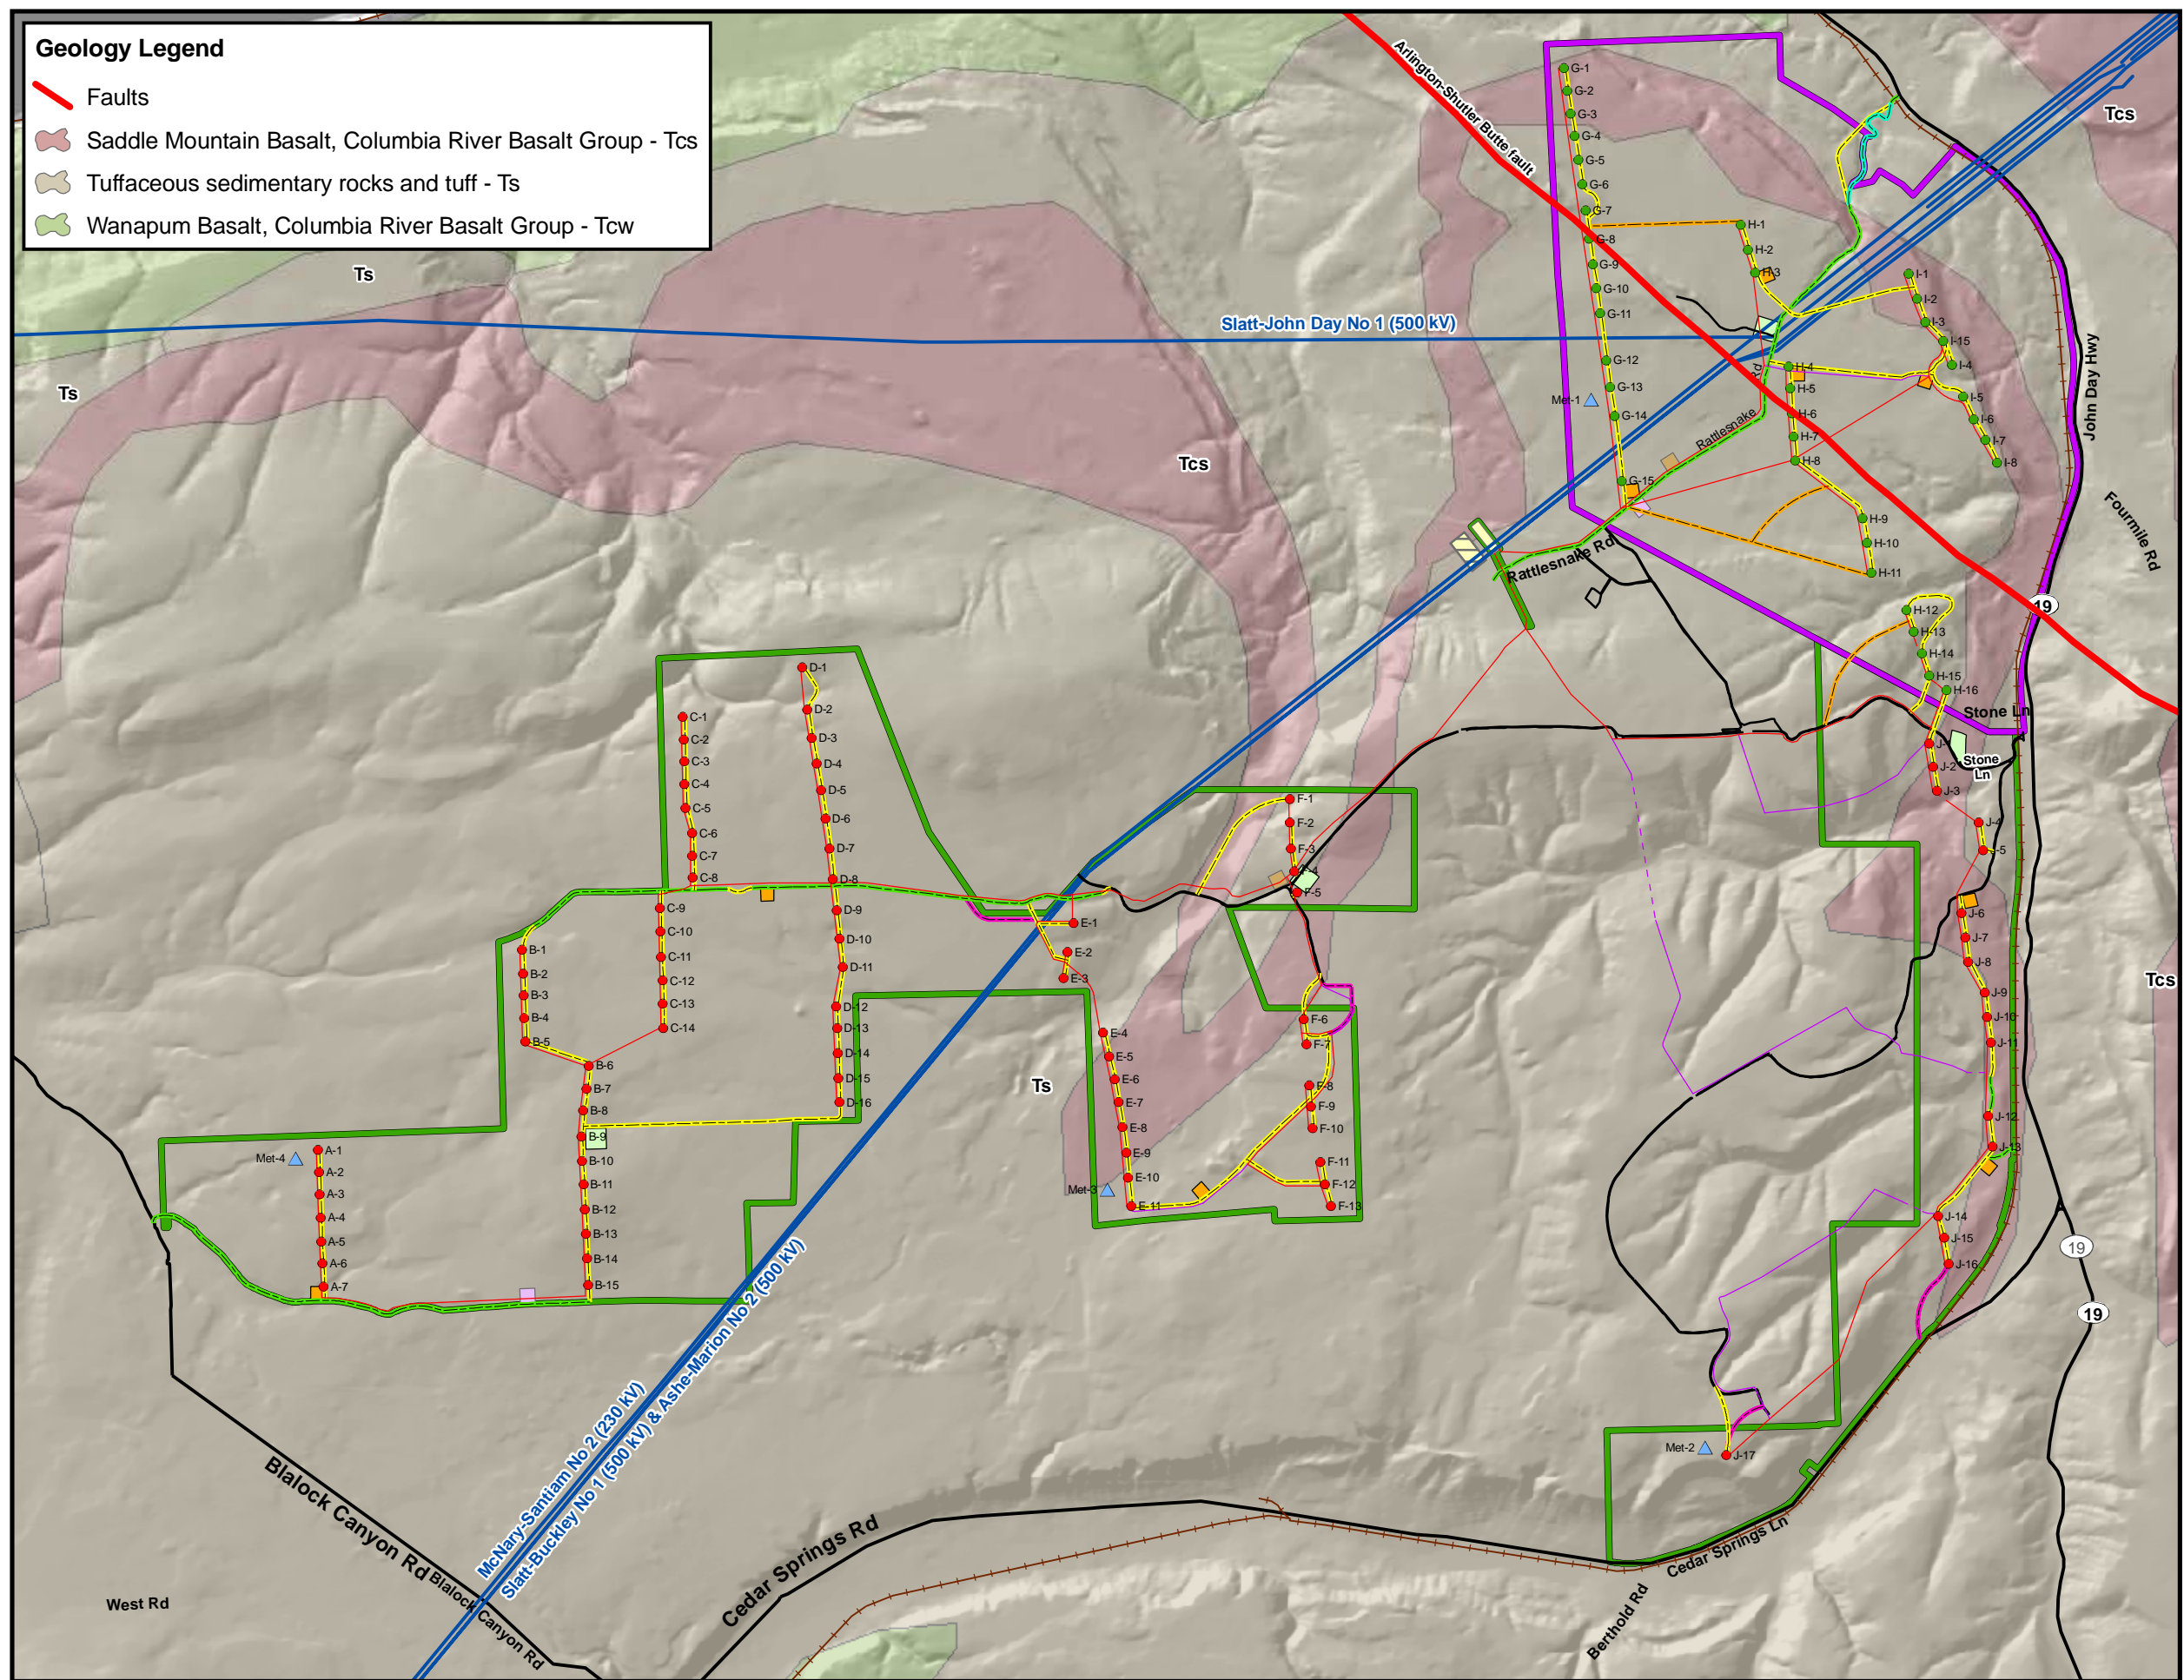 Geology Legend
Faults
Saddle Mountain Basalt, Columbia River Basalt Group - Tcs
Tuffaceous sedimentary rocks and tuff - Ts
Wanapum Basalt, Columbia River Basalt Group - Tcw
Arlington-Shutler Butte fault
Tcs
Ts
Ts
Slatt-John Day No 1 (500 kV)
Tcs
John Day Hwy
Fourmile Rd
19
Rattlesnake
Rd
Rattlesnake Rd
Stone Ln
Stone
Ln
Tcs
Ts
19
19
McNary-Santiam No 2 (230 kV)
Slatt-Buckley No 1 (500 kV) & Ashe-Marion No 2 (500 kV)
Blalock Canyon Rd
Blalock Canyon Rd
West Rd
Cedar Springs Rd
Cedar Springs Ln
Berthold Rd
Met-1
Met-2
Met-3
Met-4
G-1
G-2
G-3
G-4
G-5
G-6
G-7
G-8
G-9
G-10
G-11
G-12
G-13
G-14
G-15
H-1
H-2
H-3
H-4
H-5
H-6
H-7
H-8
H-9
H-10
H-11
H-12
H-13
H-14
H-15
H-16
I-1
I-2
I-3
I-15
I-4
I-5
I-6
I-7
I-8
D-1
D-2
D-3
D-4
D-5
D-6
D-7
D-8
D-9
D-10
D-11
D-12
D-13
D-14
D-15
D-16
C-1
C-2
C-3
C-4
C-5
C-6
C-7
C-8
C-9
C-10
C-11
C-12
C-13
C-14
B-1
B-2
B-3
B-4
B-5
B-6
B-7
B-8
B-9
B-10
B-11
B-12
B-13
B-14
B-15
A-1
A-2
A-3
A-4
A-5
A-6
A-7
E-1
E-2
E-3
E-4
E-5
E-6
E-7
E-8
E-9
E-10
E-11
F-1
F-2
F-3
F-5
F-6
F-7
F-8
F-9
F-10
F-11
F-12
F-13
J-2
J-3
J-4
J-5
J-6
J-7
J-8
J-9
J-10
J-11
J-12
J-13
J-14
J-15
J-16
J-17